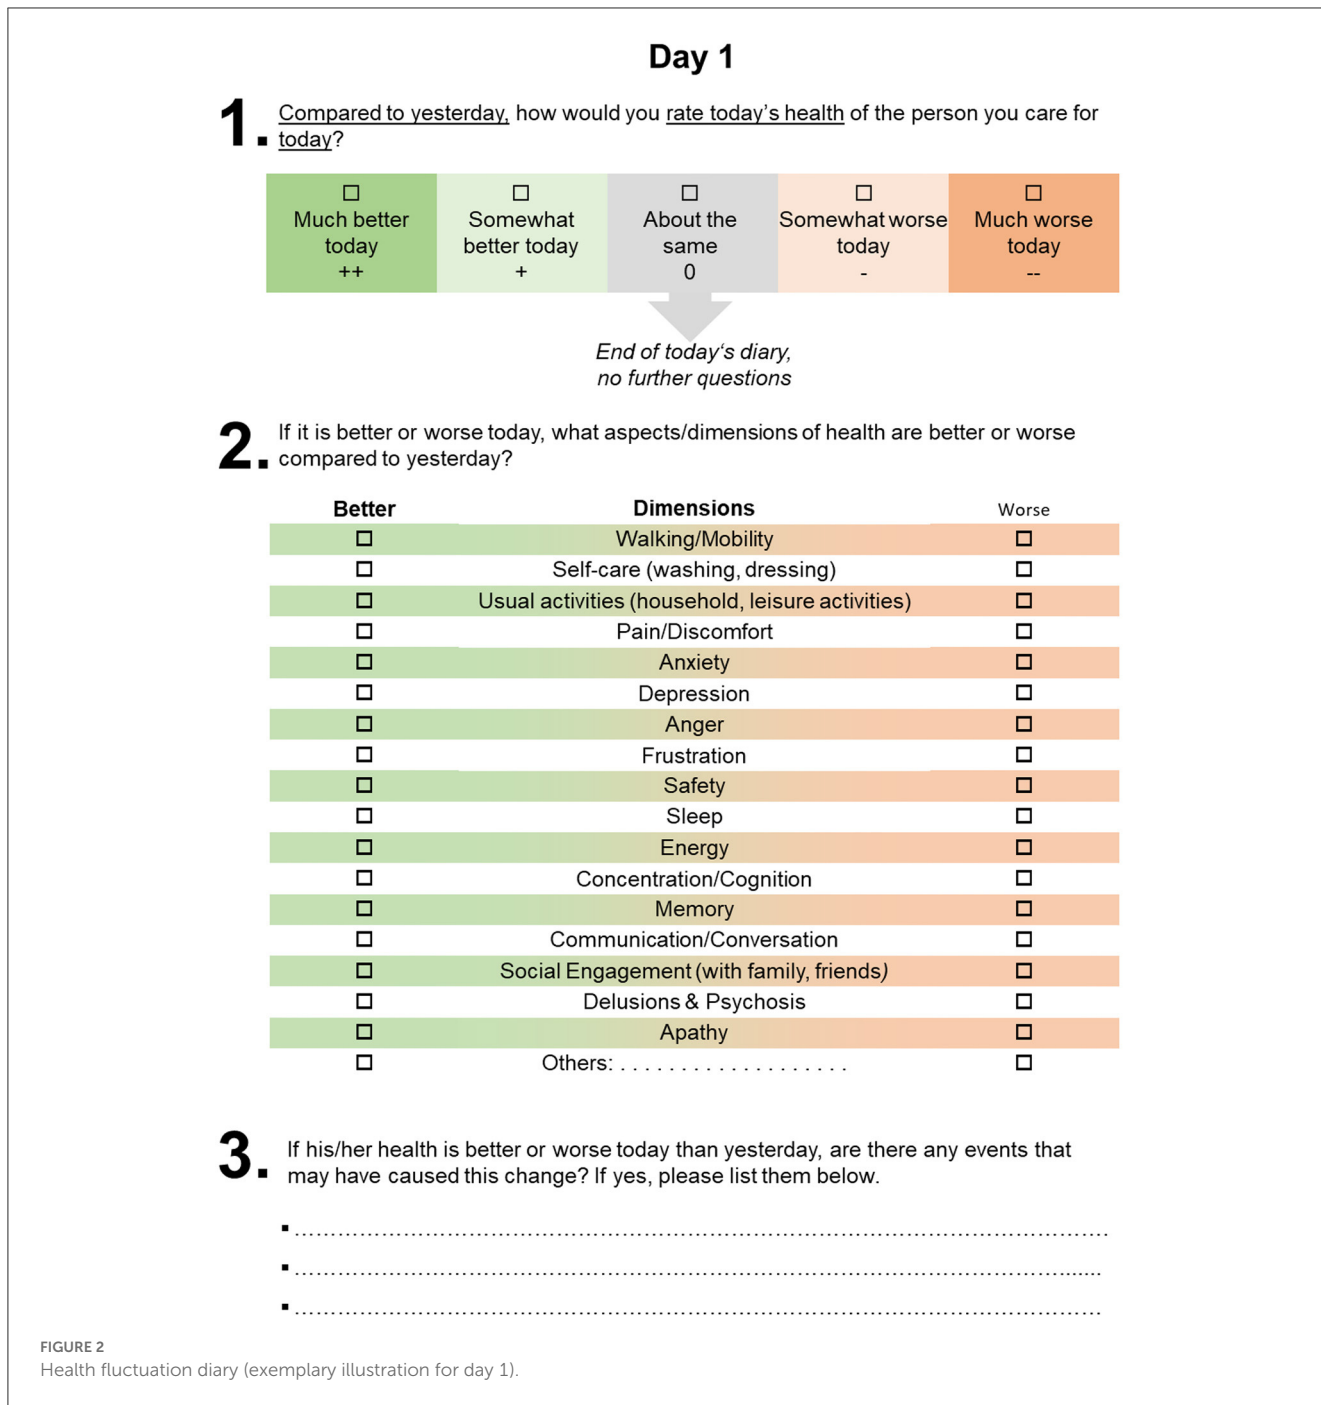 Day 1
1. Compared to yesterday, how would you rate today's health of the person you care for
today?
☐ ☐ ☐ ☐ ☐
Much better Somewhat About the Somewhat worse Much worse
today better today same today today
++ + 0 - --
End of today‘s diary,
no further questions
2. If it is better or worse today, what aspects/dimensions of health are better or worse
compared to yesterday?
Better Dimensions Worse
☐ Walking/Mobility ☐
☐ Self-care (washing, dressing) ☐
☐ Usual activities (household, leisure activities) ☐
☐ Pain/Discomfort ☐
☐ Anxiety ☐
☐ Depression ☐
☐ Anger ☐
☐ Frustration ☐
☐ Safety ☐
☐ Sleep ☐
☐ Energy ☐
☐ Concentration/Cognition ☐
☐ Memory ☐
☐ Communication/Conversation ☐
☐ Social Engagement (with family, friends) ☐
☐ Delusions & Psychosis ☐
☐ Apathy ☐
☐ Others: . . . . . . . . . . . . . . . . . . . ☐
3. If his/her health is better or worse today than yesterday, are there any events that
may have caused this change? If yes, please list them below.
▪ ……………………………………………………………………………………………….
▪ ……………………………………………………………………………………………….
▪ ……………………………………………………………………………………………….
FIGURE 2
Health fluctuation diary (exemplary illustration for day 1).